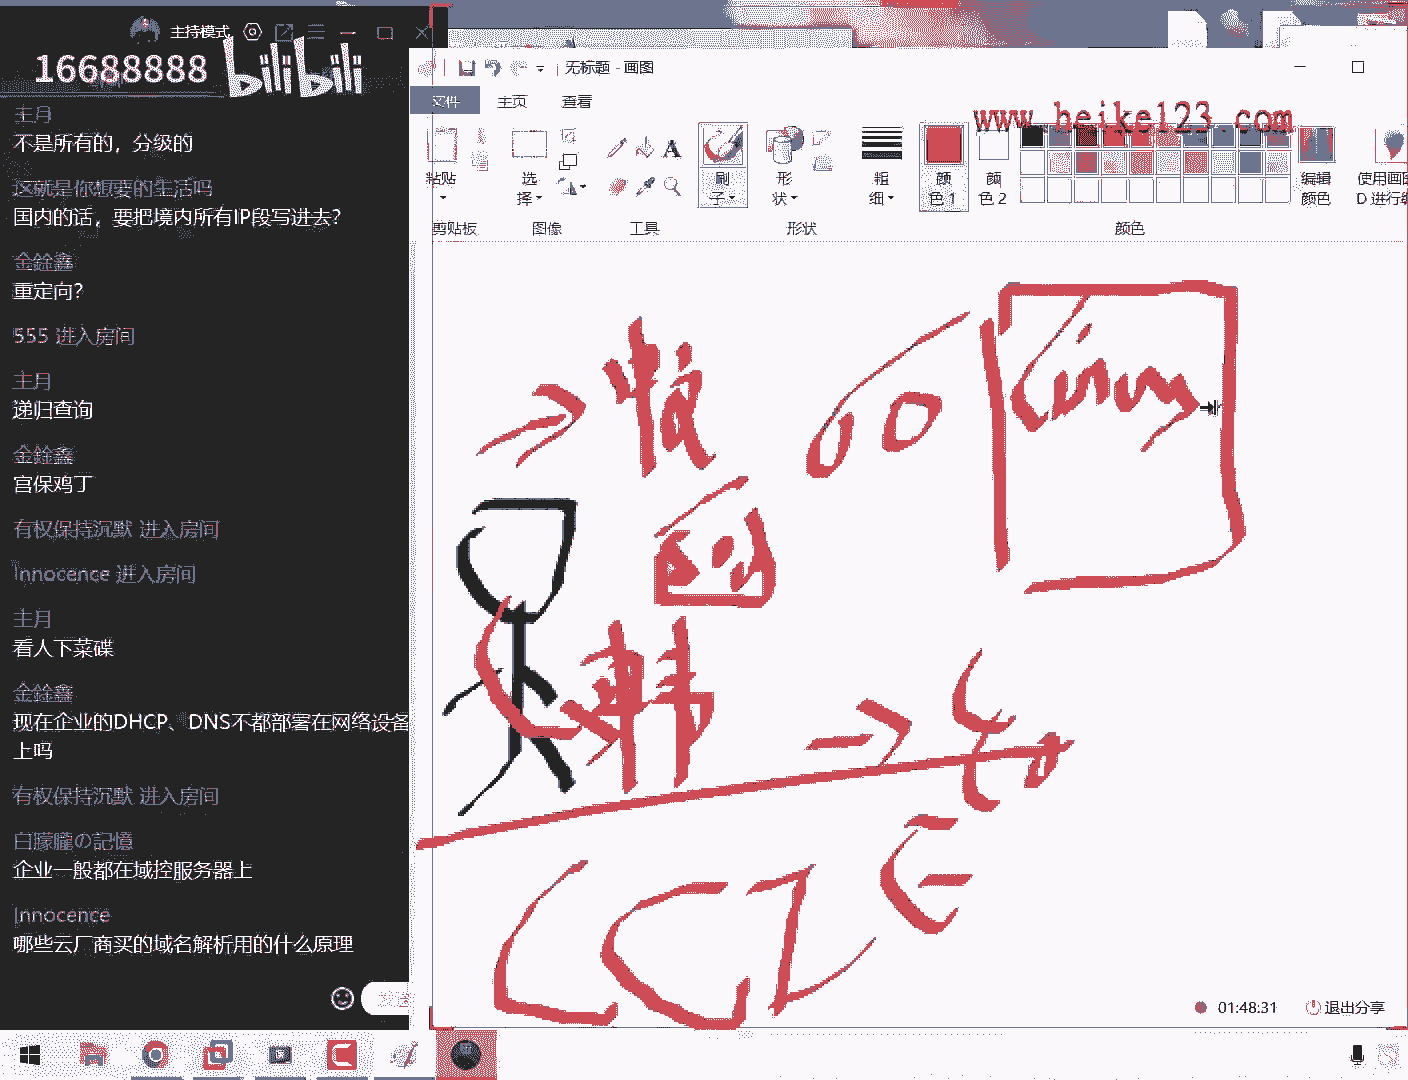 主持模式
16688888 bilibili
主月
不是所有的，分级的
这就是你想要的生活吗
国内的话，要把境内所有IP段写进去？
金銓鑫
重定向？
555 进入房间
主月
递归查询
金銓鑫
宫保鸡丁
有权保持沉默 进入房间
Innocence 进入房间
主月
看人下菜碟
金銓鑫
现在企业的DHCP、DNS不都部署在网络设备
上吗
有权保持沉默 进入房间
白朦朧の記憶
企业一般都在域控服务器上
Innocence
哪些云厂商买的域名解析用的什么原理
无标题 - 画图
文件 主页 查看
www.heike123.com
粘贴
选
择
A
刷
子
形
状
粗
细
颜
色 1
颜
色 2
编辑
颜色
使用画图
D 进行编
剪贴板 图像 工具 形状 颜色
01:48:31 退出分享